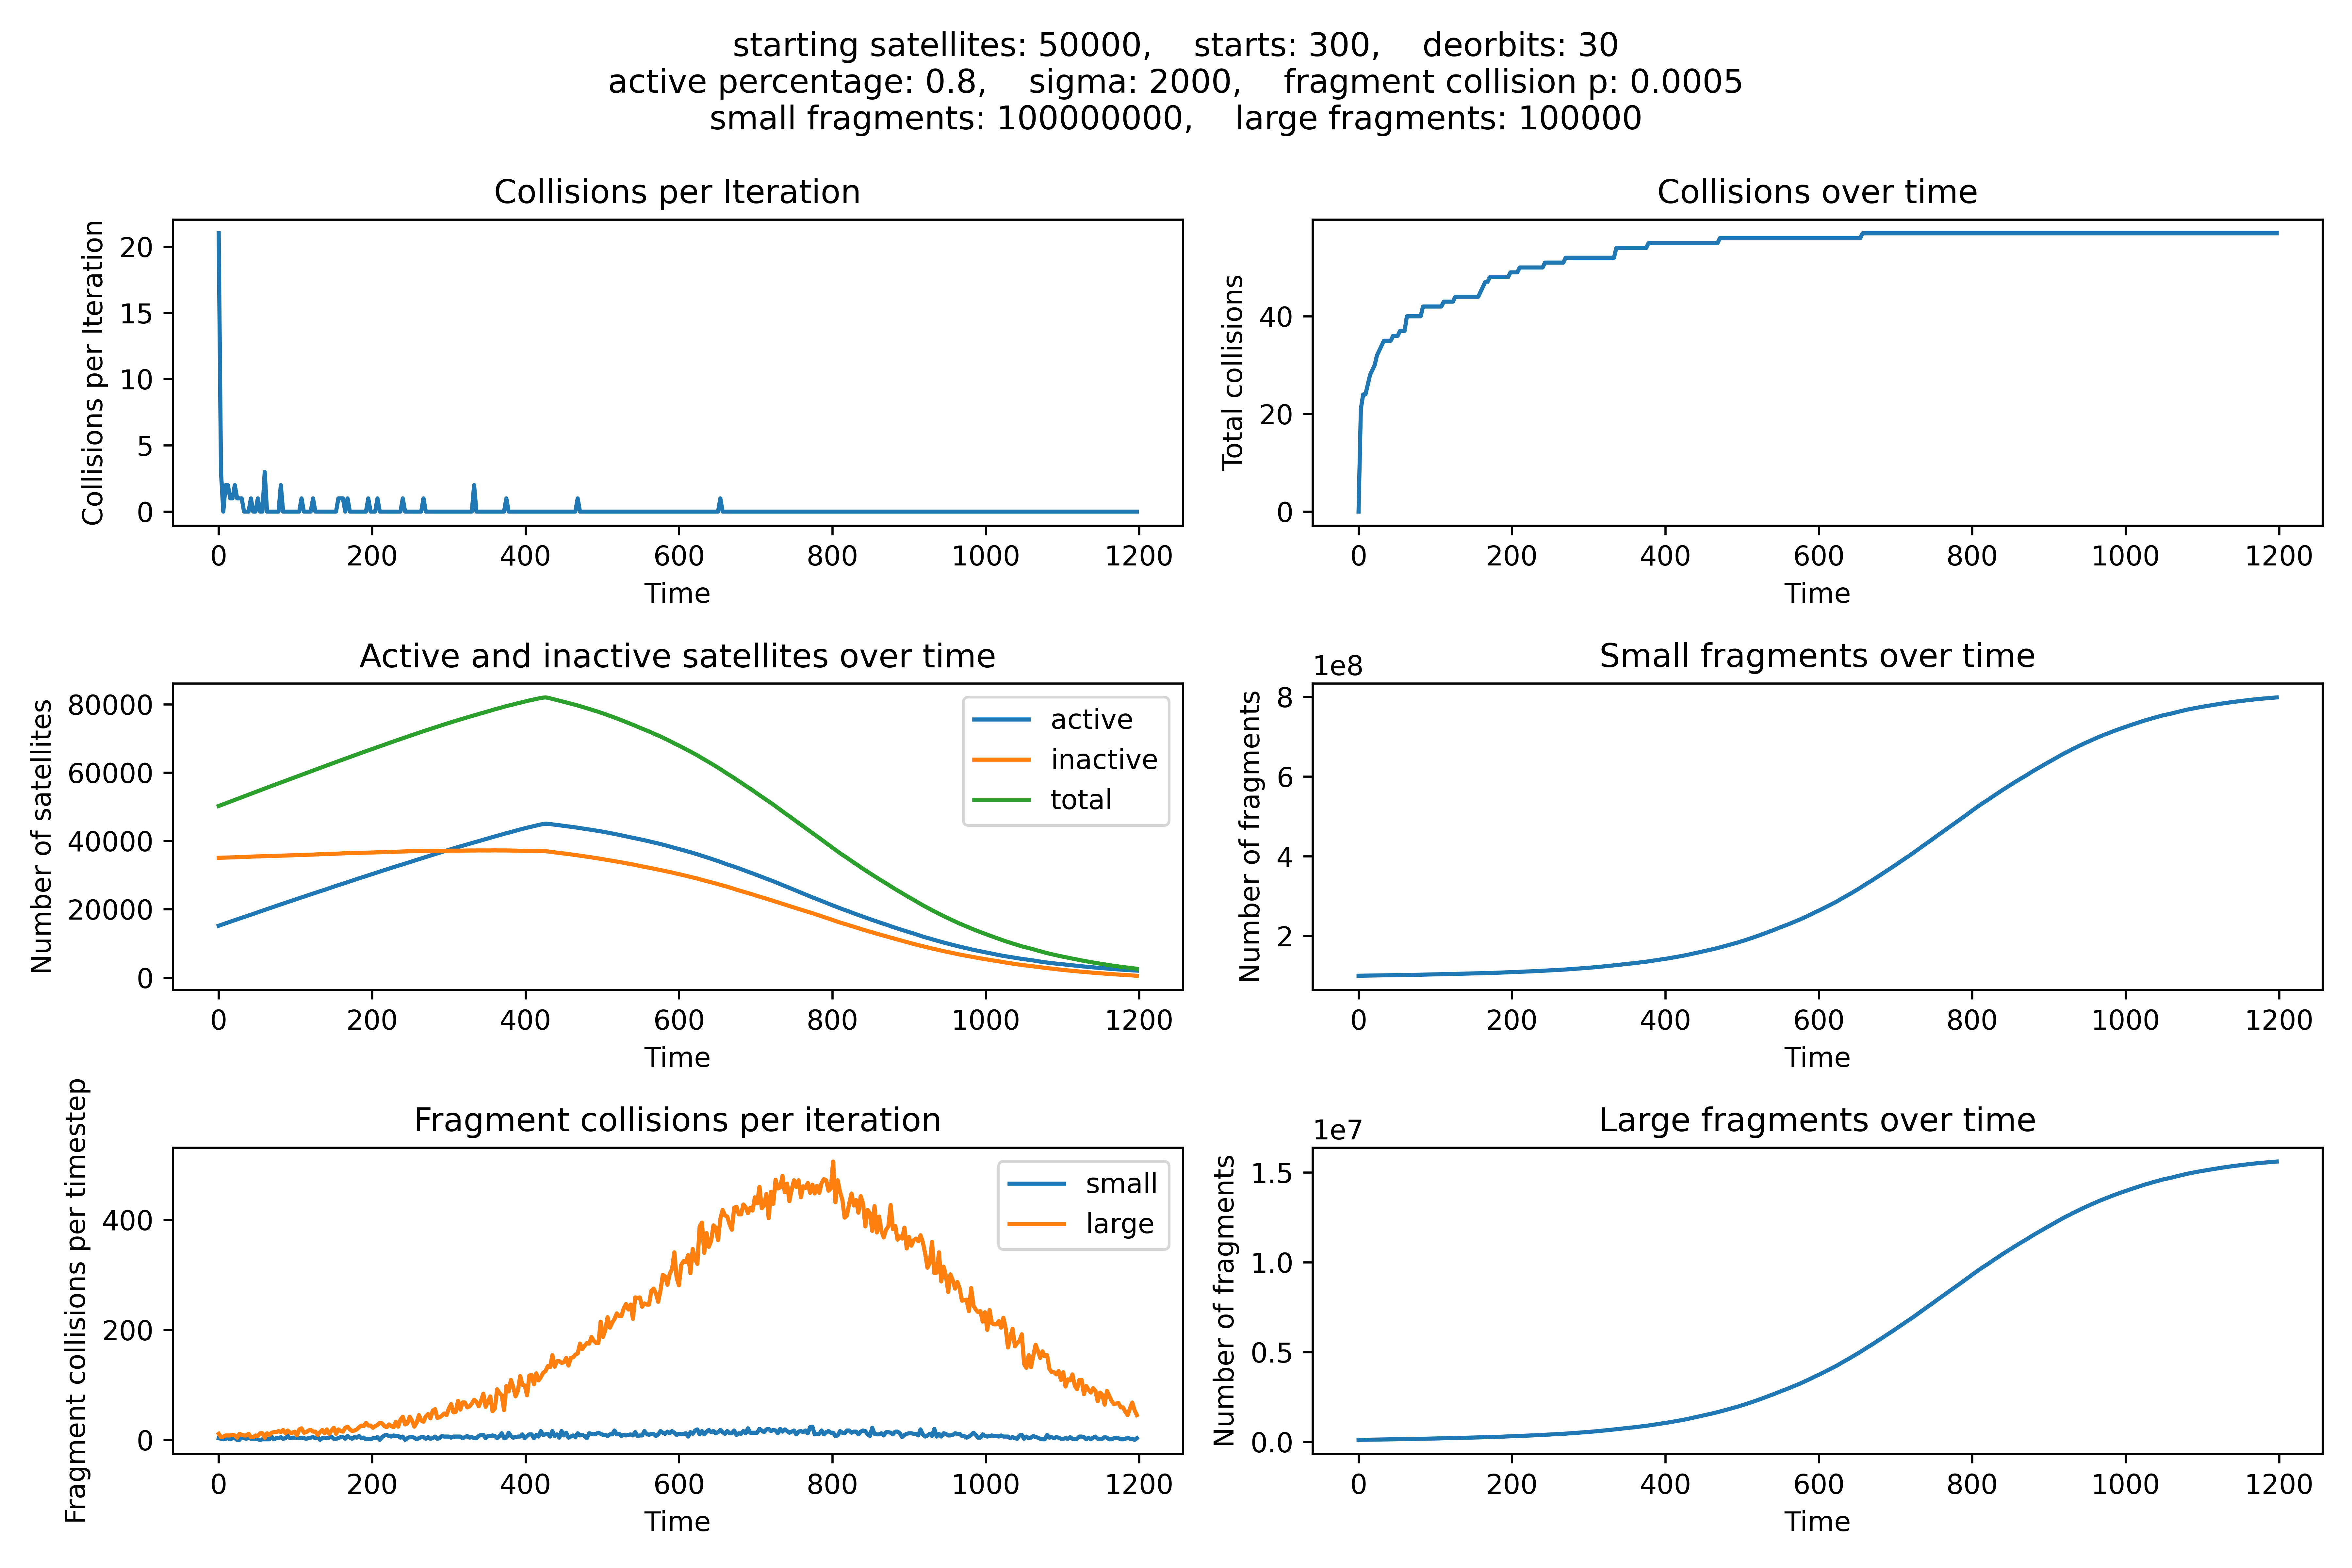 starting satellites: 50000,    starts: 300,    deorbits: 30
active percentage: 0.8,    sigma: 2000,    fragment collision p: 0.0005
small fragments: 100000000,    large fragments: 100000
Collisions per Iteration
Collisions per Iteration
20
15
10
5
0
0 200 400 600 800 1000 1200
Time
Collisions over time
Total collisions
40
20
0
0 200 400 600 800 1000 1200
Time
Active and inactive satellites over time
Number of satellites
80000
60000
40000
20000
0
active
inactive
total
0 200 400 600 800 1000 1200
Time
Small fragments over time
1e8
Number of fragments
8
6
4
2
0 200 400 600 800 1000 1200
Time
Fragment collisions per iteration
Fragment collisions per timestep
400
200
0
small
large
0 200 400 600 800 1000 1200
Time
Large fragments over time
1e7
Number of fragments
1.5
1.0
0.5
0.0
0 200 400 600 800 1000 1200
Time